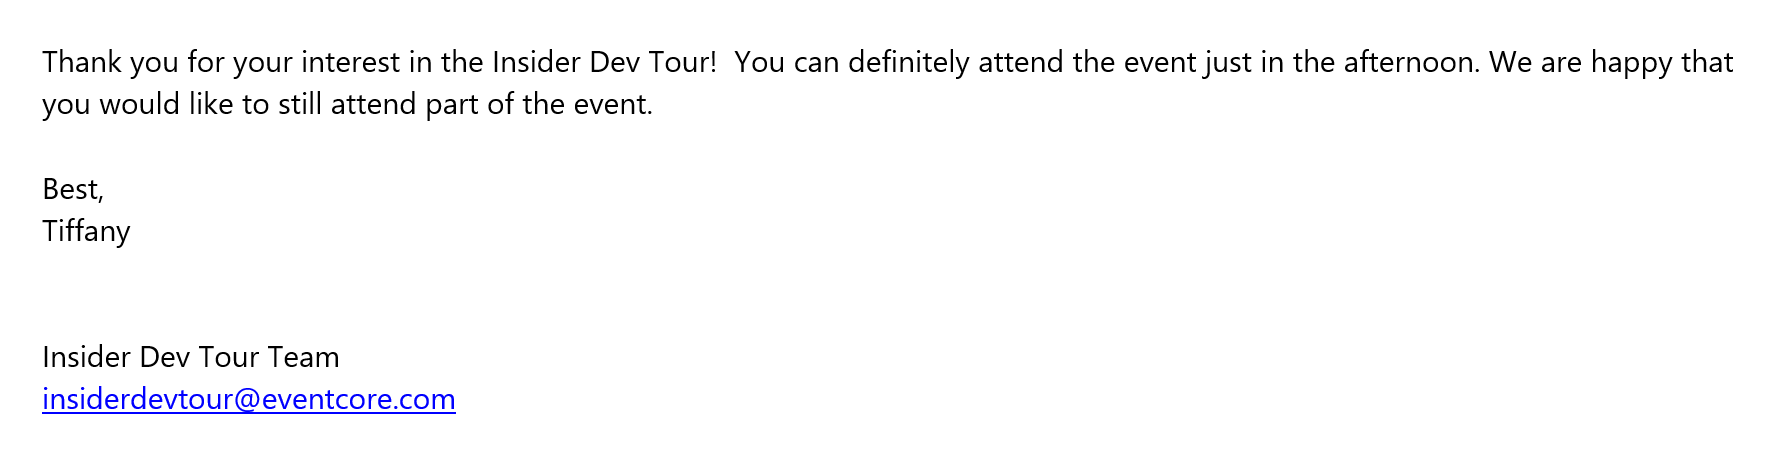 Thank you for your interest in the Insider Dev Tour!  You can definitely attend the event just in the afternoon. We are happy that
you would like to still attend part of the event.
Best,
Tiffany
Insider Dev Tour Team
insiderdevtour@eventcore.com